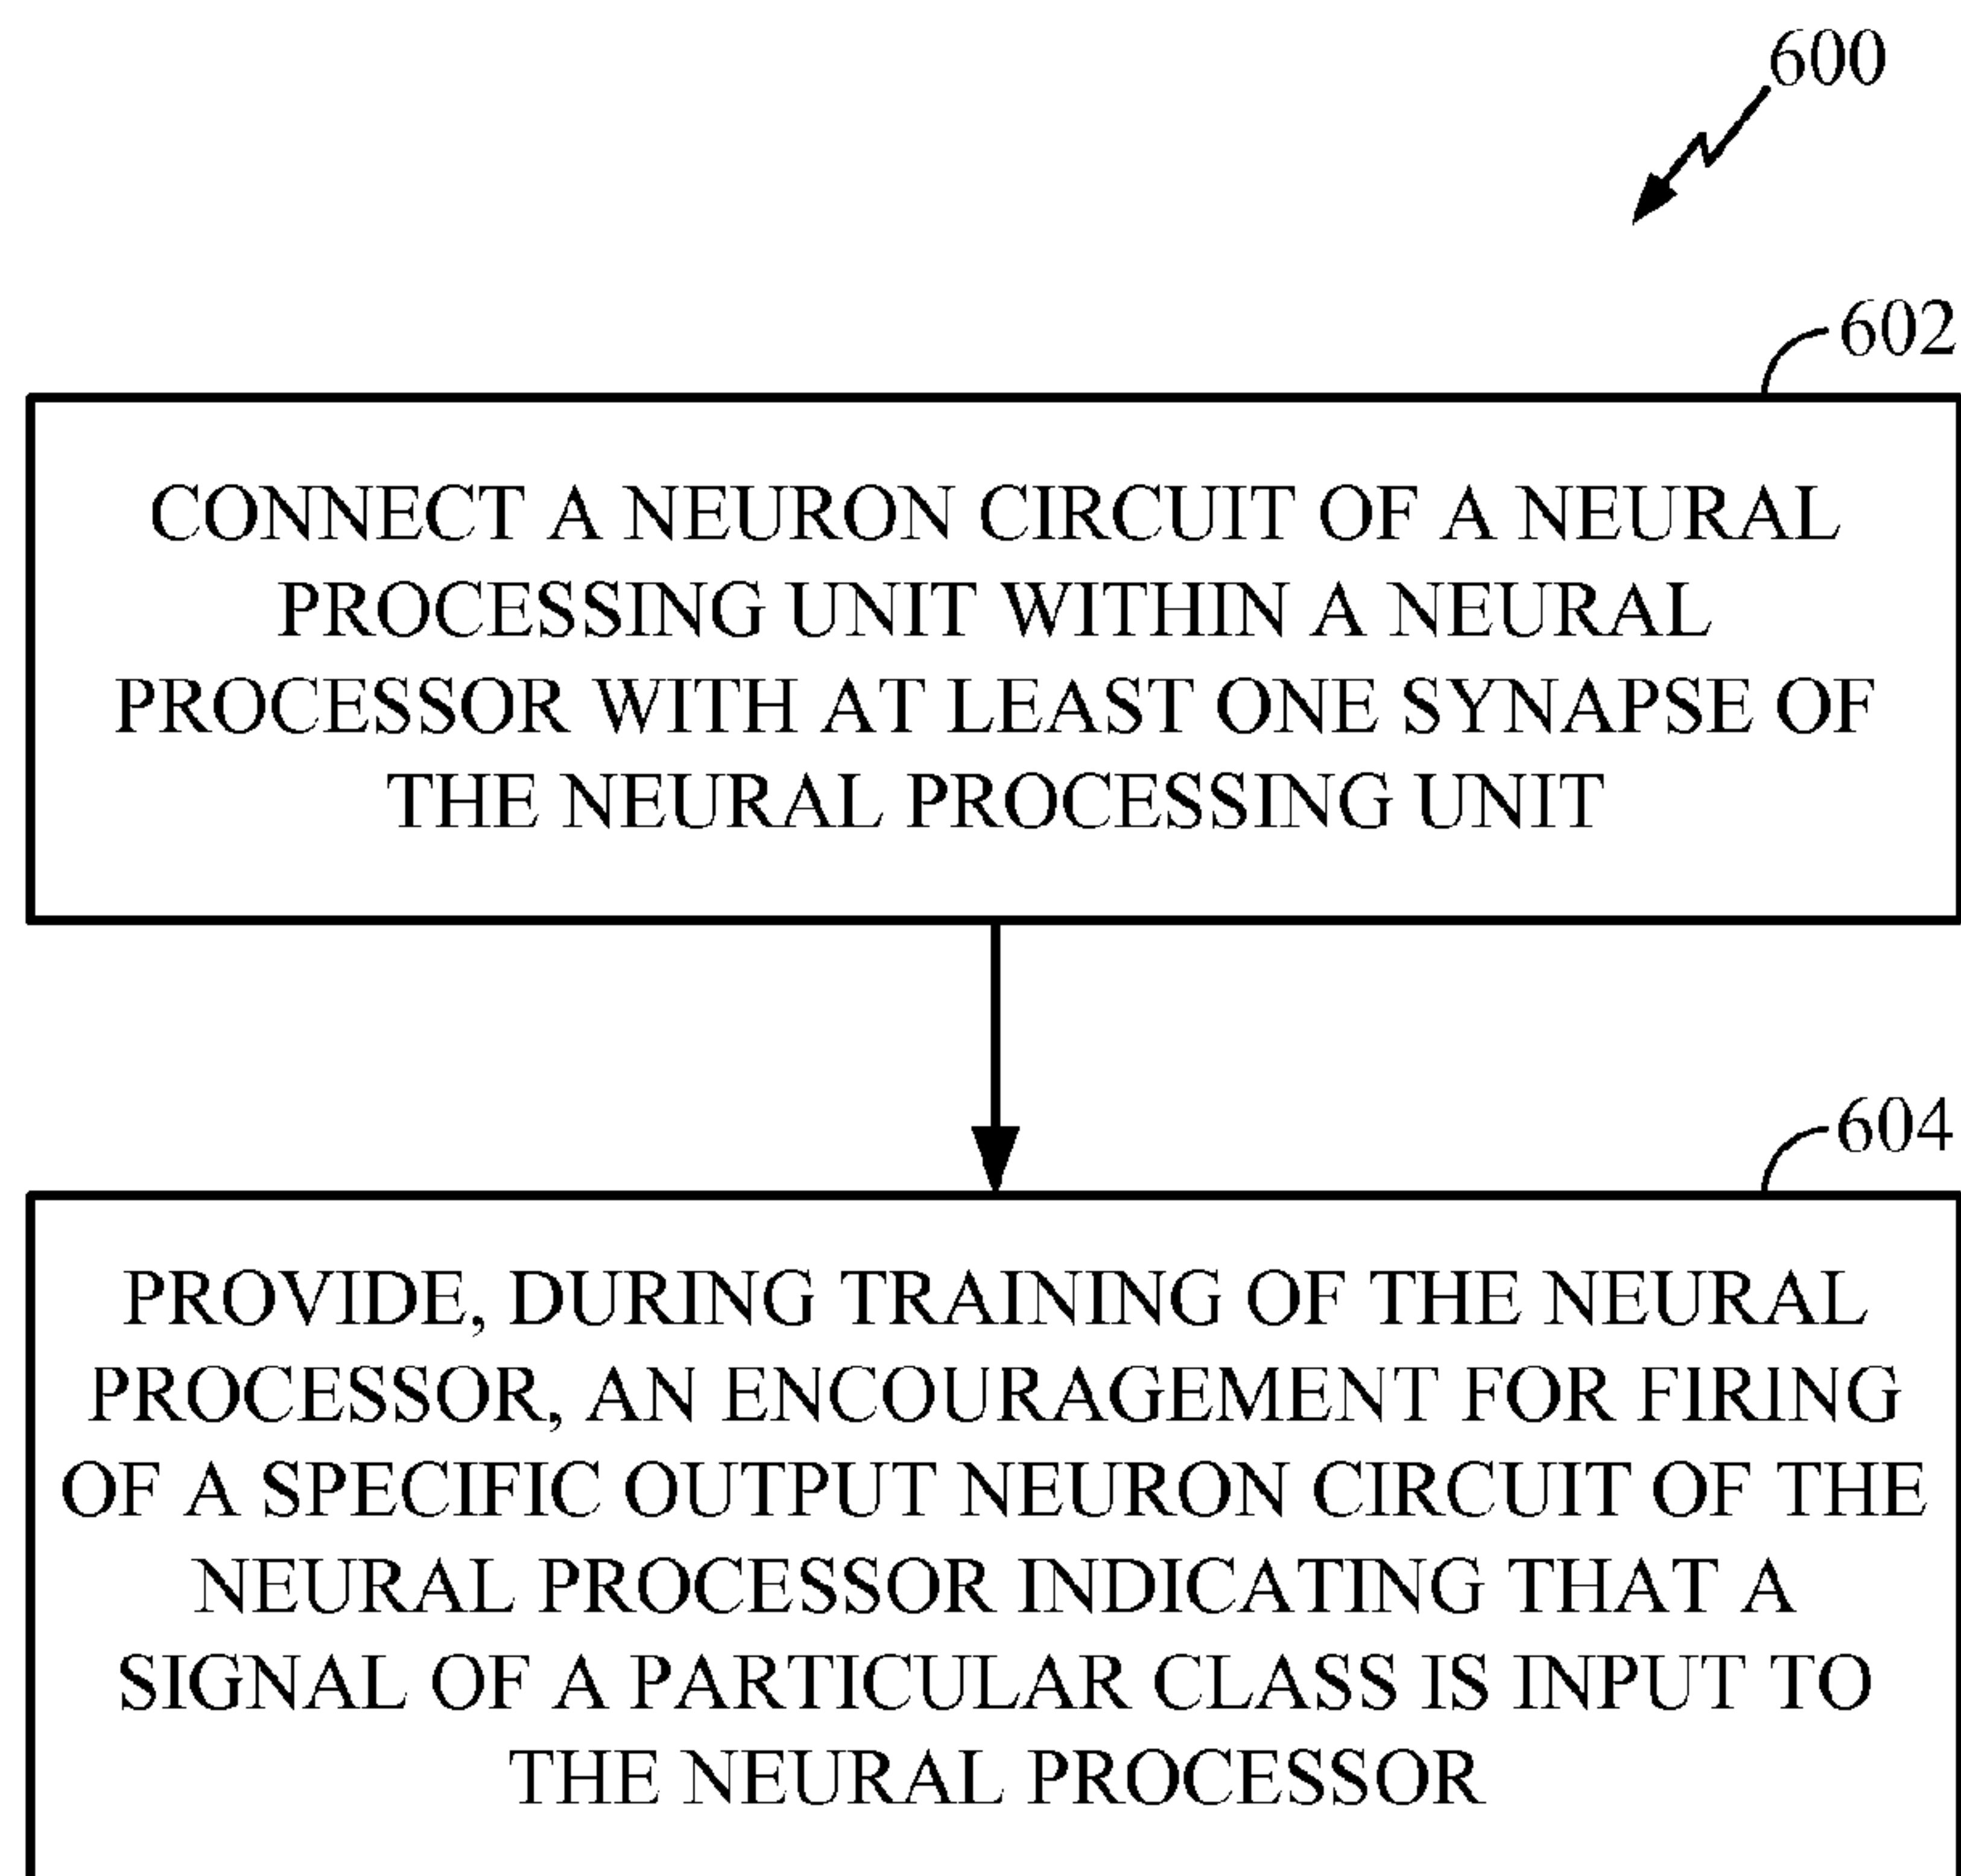 600
602
CONNECT A NEURON CIRCUIT OF A NEURAL
PROCESSING UNIT WITHIN A NEURAL
PROCESSOR WITH AT LEAST ONE SYNAPSE OF
THE NEURAL PROCESSING UNIT
604
PROVIDE, DURING TRAINING OF THE NEURAL
PROCESSOR, AN ENCOURAGEMENT FOR FIRING
OF A SPECIFIC OUTPUT NEURON CIRCUIT OF THE
NEURAL PROCESSOR INDICATING THAT A
SIGNAL OF A PARTICULAR CLASS IS INPUT TO
THE NEURAL PROCESSOR